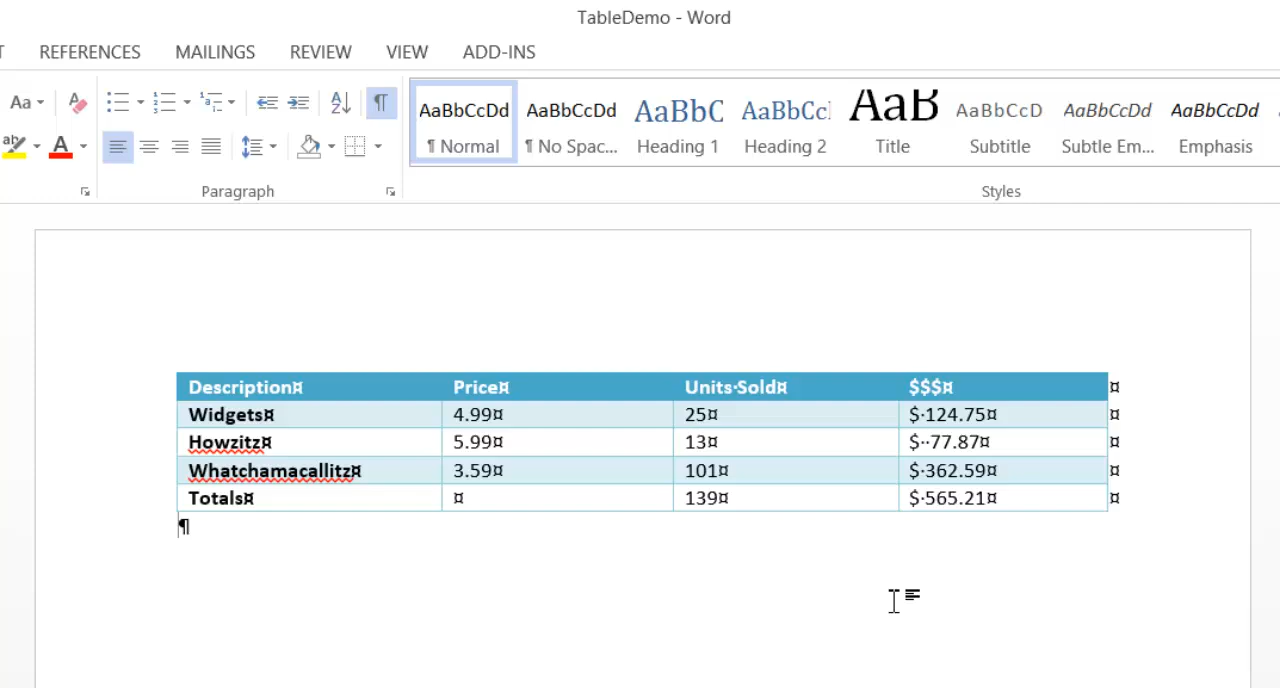 TableDemo - Word
REFERENCES MAILINGS REVIEW VIEW ADD-INS
Aa A A Z ¶ AaBbCcDd AaBbCcDd AaBbC AaBbCcl AaB AaBbCcD AaBbCcDd AaBbCcDd
ab A ¶ Normal ¶ No Spac... Heading 1 Heading 2 Title Subtitle Subtle Em... Emphasis
Paragraph Styles
Description¤ Price¤ Units·Sold¤ $$$¤ ¤
Widgets¤ 4.99¤ 25¤ $·124.75¤ ¤
Howzitz¤ 5.99¤ 13¤ $··77.87¤ ¤
Whatchamacallitz¤ 3.59¤ 101¤ $·362.59¤ ¤
Totals¤ ¤ 139¤ $·565.21¤ ¤
¶